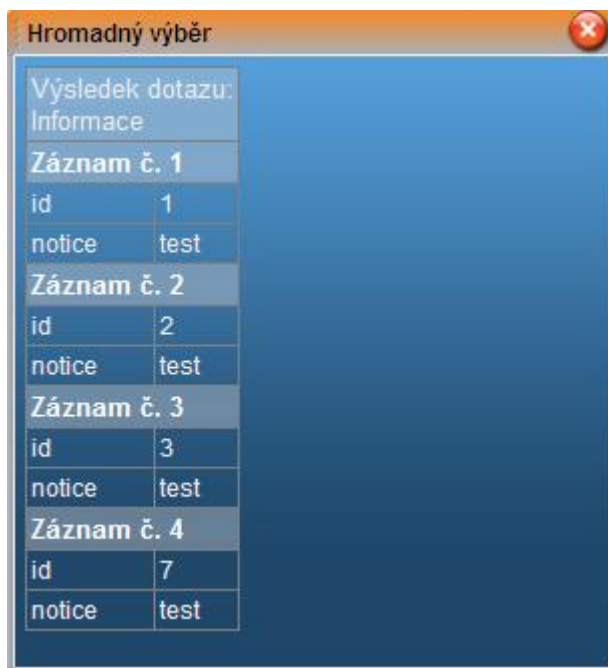 Hromadný výběr
Výsledek dotazu:
Informace
Záznam č. 1
id 1
notice test
Záznam č. 2
id 2
notice test
Záznam č. 3
id 3
notice test
Záznam č. 4
id 7
notice test